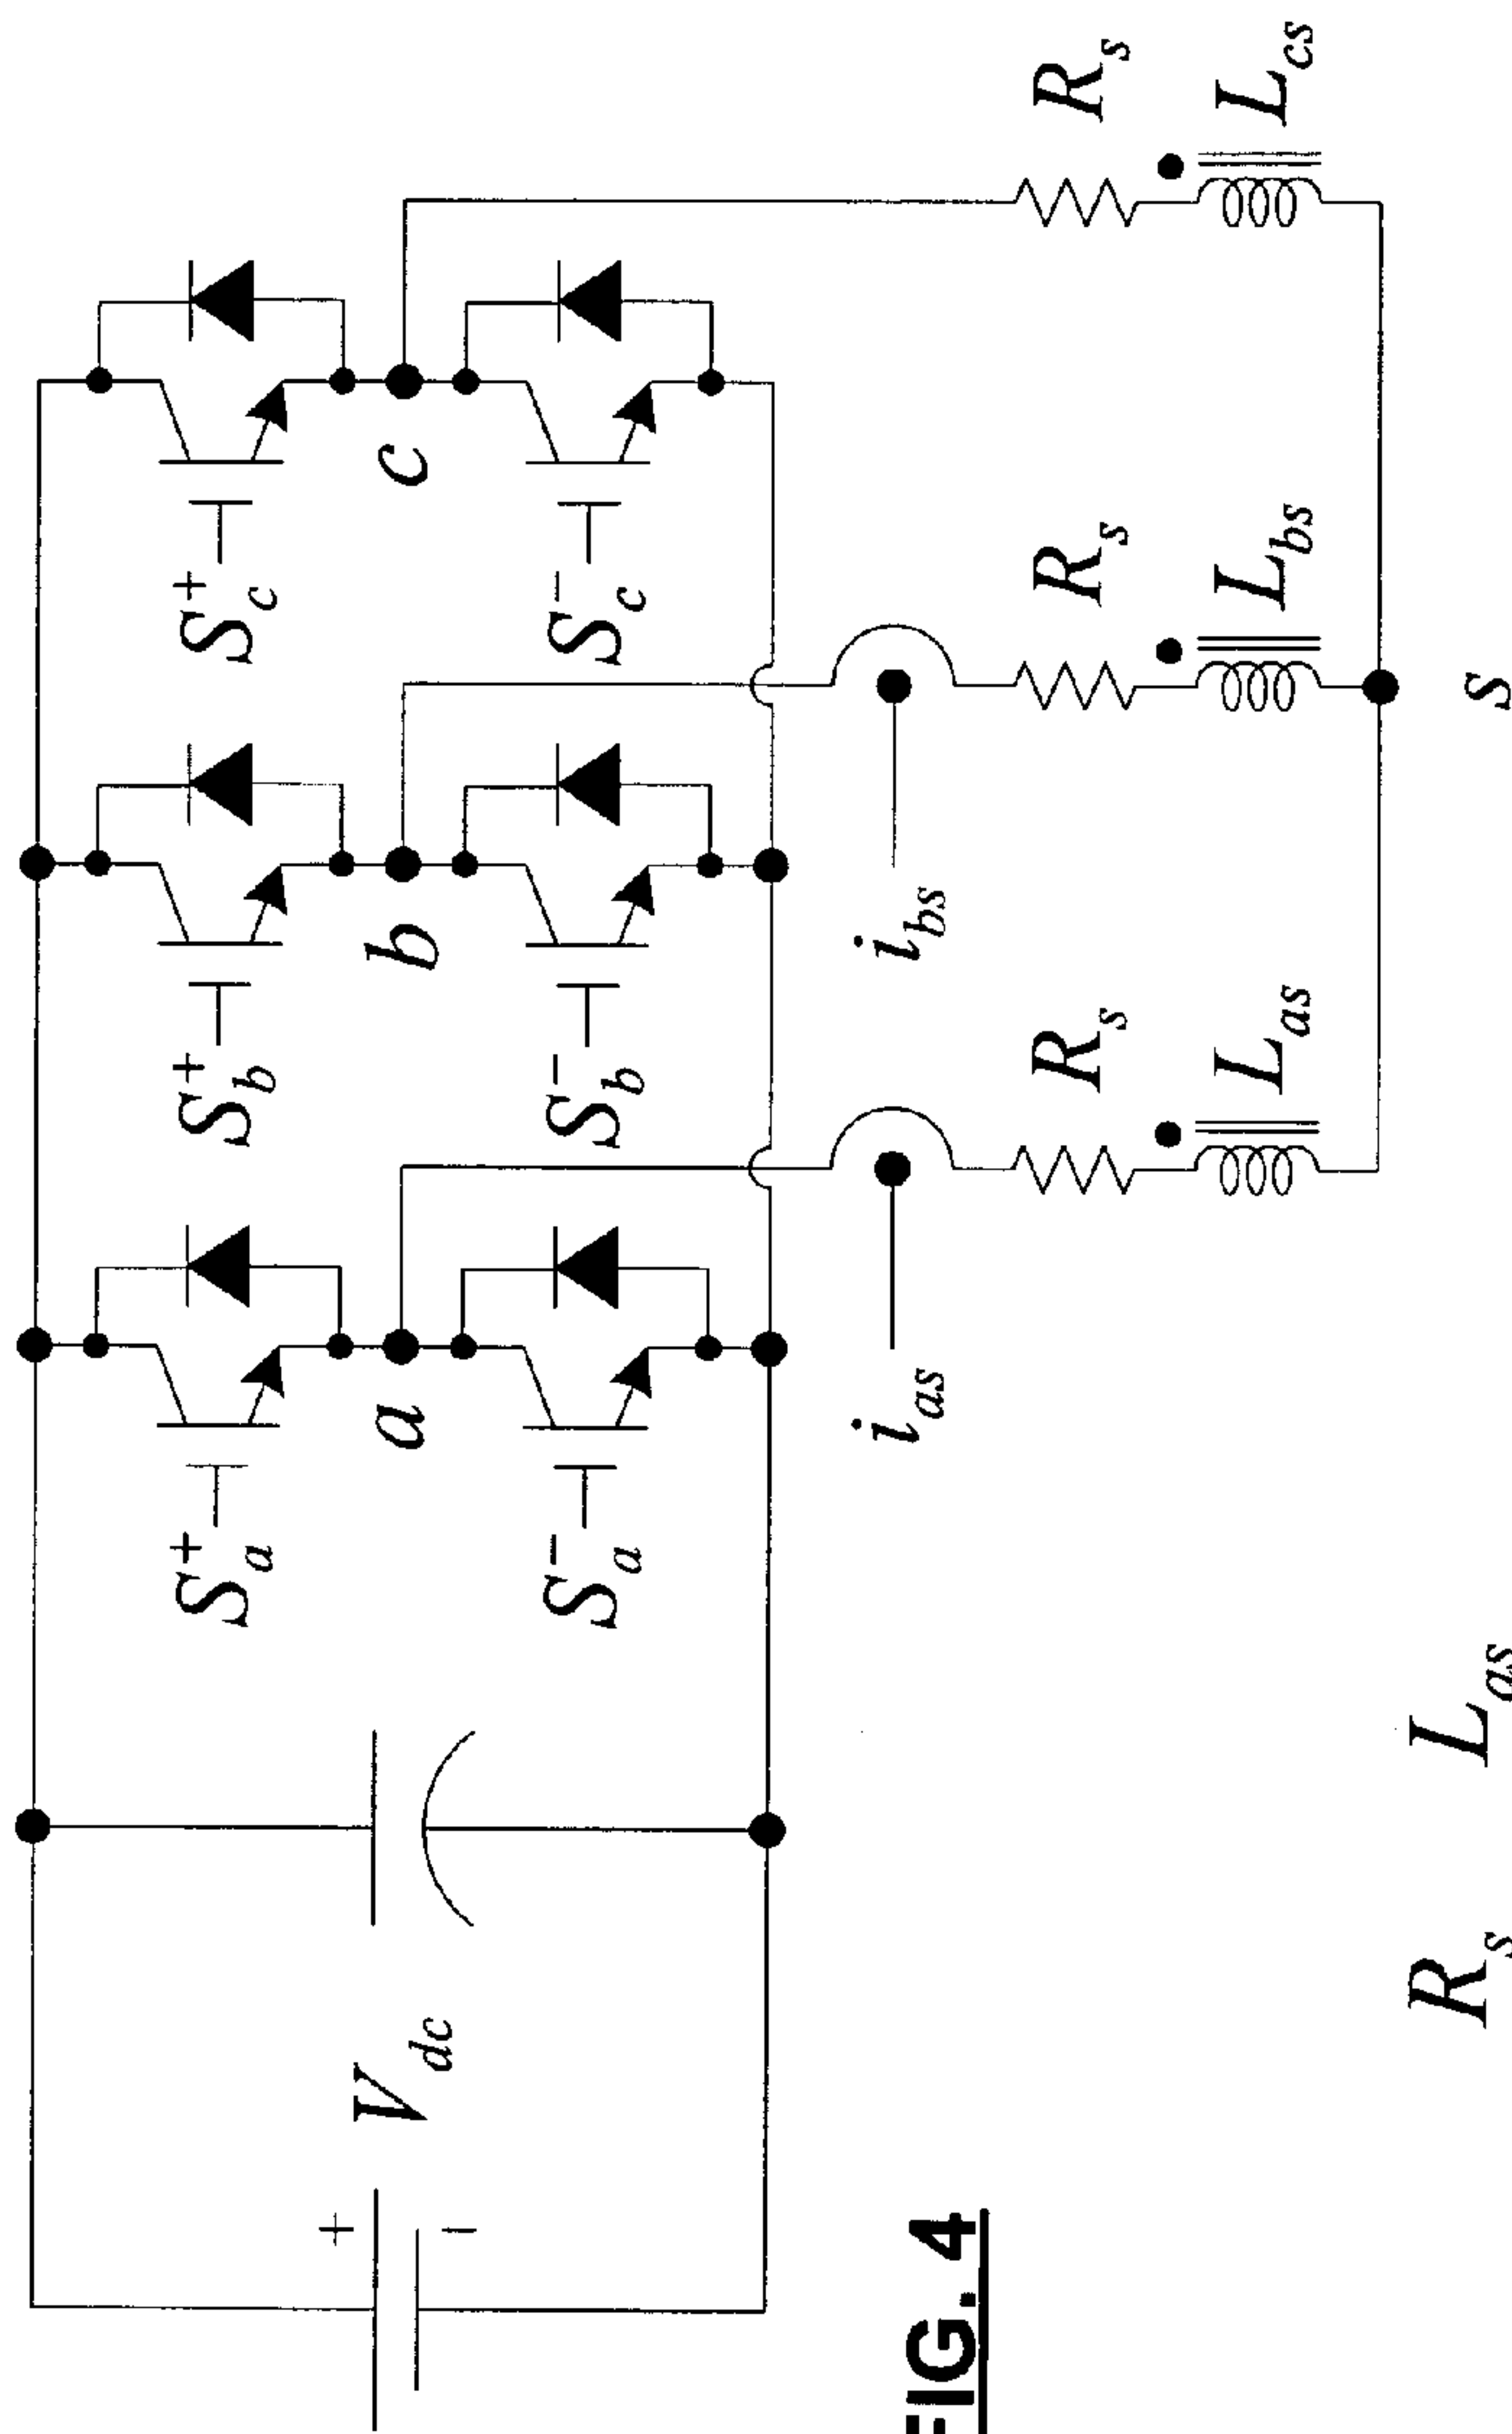 S_a^+ S_b^+ S_c^+
+
V_dc a b c
−
S_a^- S_b^- S_c^-
i_as i_bs
FIG. 4
R_s R_s R_s
L_as L_bs L_cs
R_s L_as
s